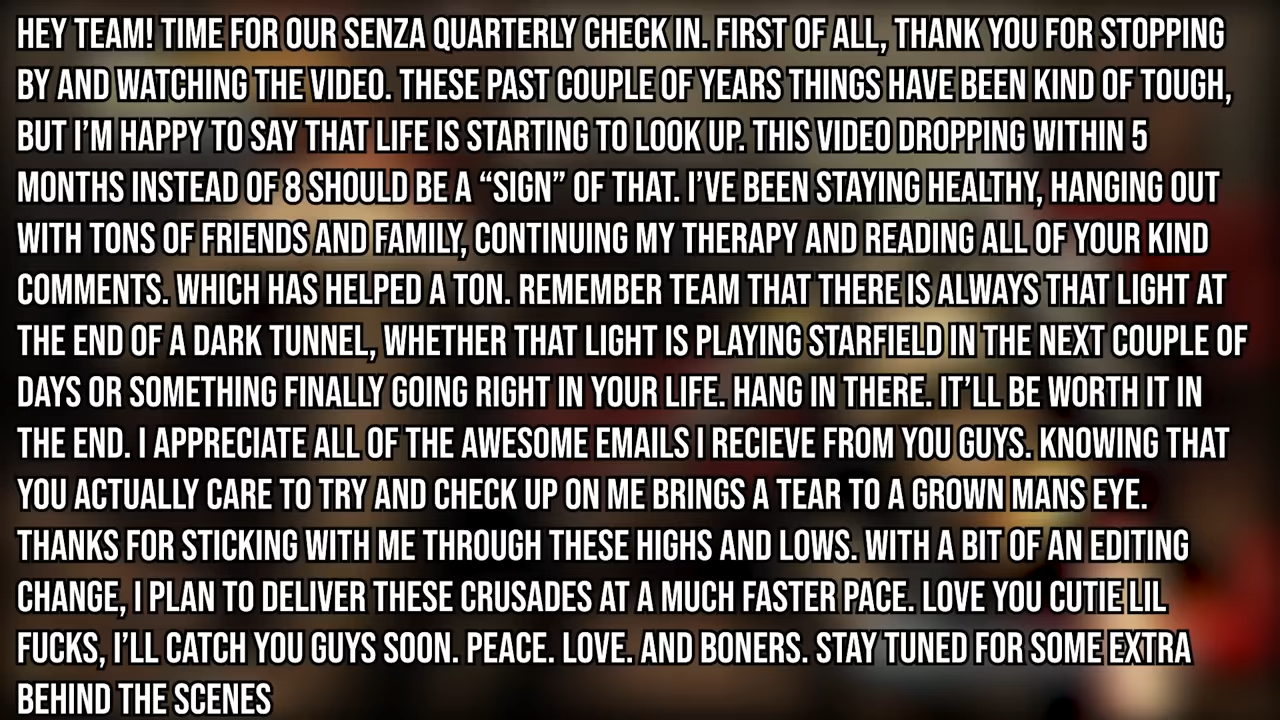 HEY TEAM! TIME FOR OUR SENZA QUARTERLY CHECK IN. FIRST OF ALL, THANK YOU FOR STOPPING
BY AND WATCHING THE VIDEO. THESE PAST COUPLE OF YEARS THINGS HAVE BEEN KIND OF TOUGH,
BUT I'M HAPPY TO SAY THAT LIFE IS STARTING TO LOOK UP. THIS VIDEO DROPPING WITHIN 5
MONTHS INSTEAD OF 8 SHOULD BE A “SIGN” OF THAT. I'VE BEEN STAYING HEALTHY, HANGING OUT
WITH TONS OF FRIENDS AND FAMILY, CONTINUING MY THERAPY AND READING ALL OF YOUR KIND
COMMENTS. WHICH HAS HELPED A TON. REMEMBER TEAM THAT THERE IS ALWAYS THAT LIGHT AT
THE END OF A DARK TUNNEL, WHETHER THAT LIGHT IS PLAYING STARFIELD IN THE NEXT COUPLE OF
DAYS OR SOMETHING FINALLY GOING RIGHT IN YOUR LIFE. HANG IN THERE. IT'LL BE WORTH IT IN
THE END. I APPRECIATE ALL OF THE AWESOME EMAILS I RECIEVE FROM YOU GUYS. KNOWING THAT
YOU ACTUALLY CARE TO TRY AND CHECK UP ON ME BRINGS A TEAR TO A GROWN MANS EYE.
THANKS FOR STICKING WITH ME THROUGH THESE HIGHS AND LOWS. WITH A BIT OF AN EDITING
CHANGE, I PLAN TO DELIVER THESE CRUSADES AT A MUCH FASTER PACE. LOVE YOU CUTIE LIL
FUCKS, I'LL CATCH YOU GUYS SOON. PEACE. LOVE. AND BONERS. STAY TUNED FOR SOME EXTRA
BEHIND THE SCENES